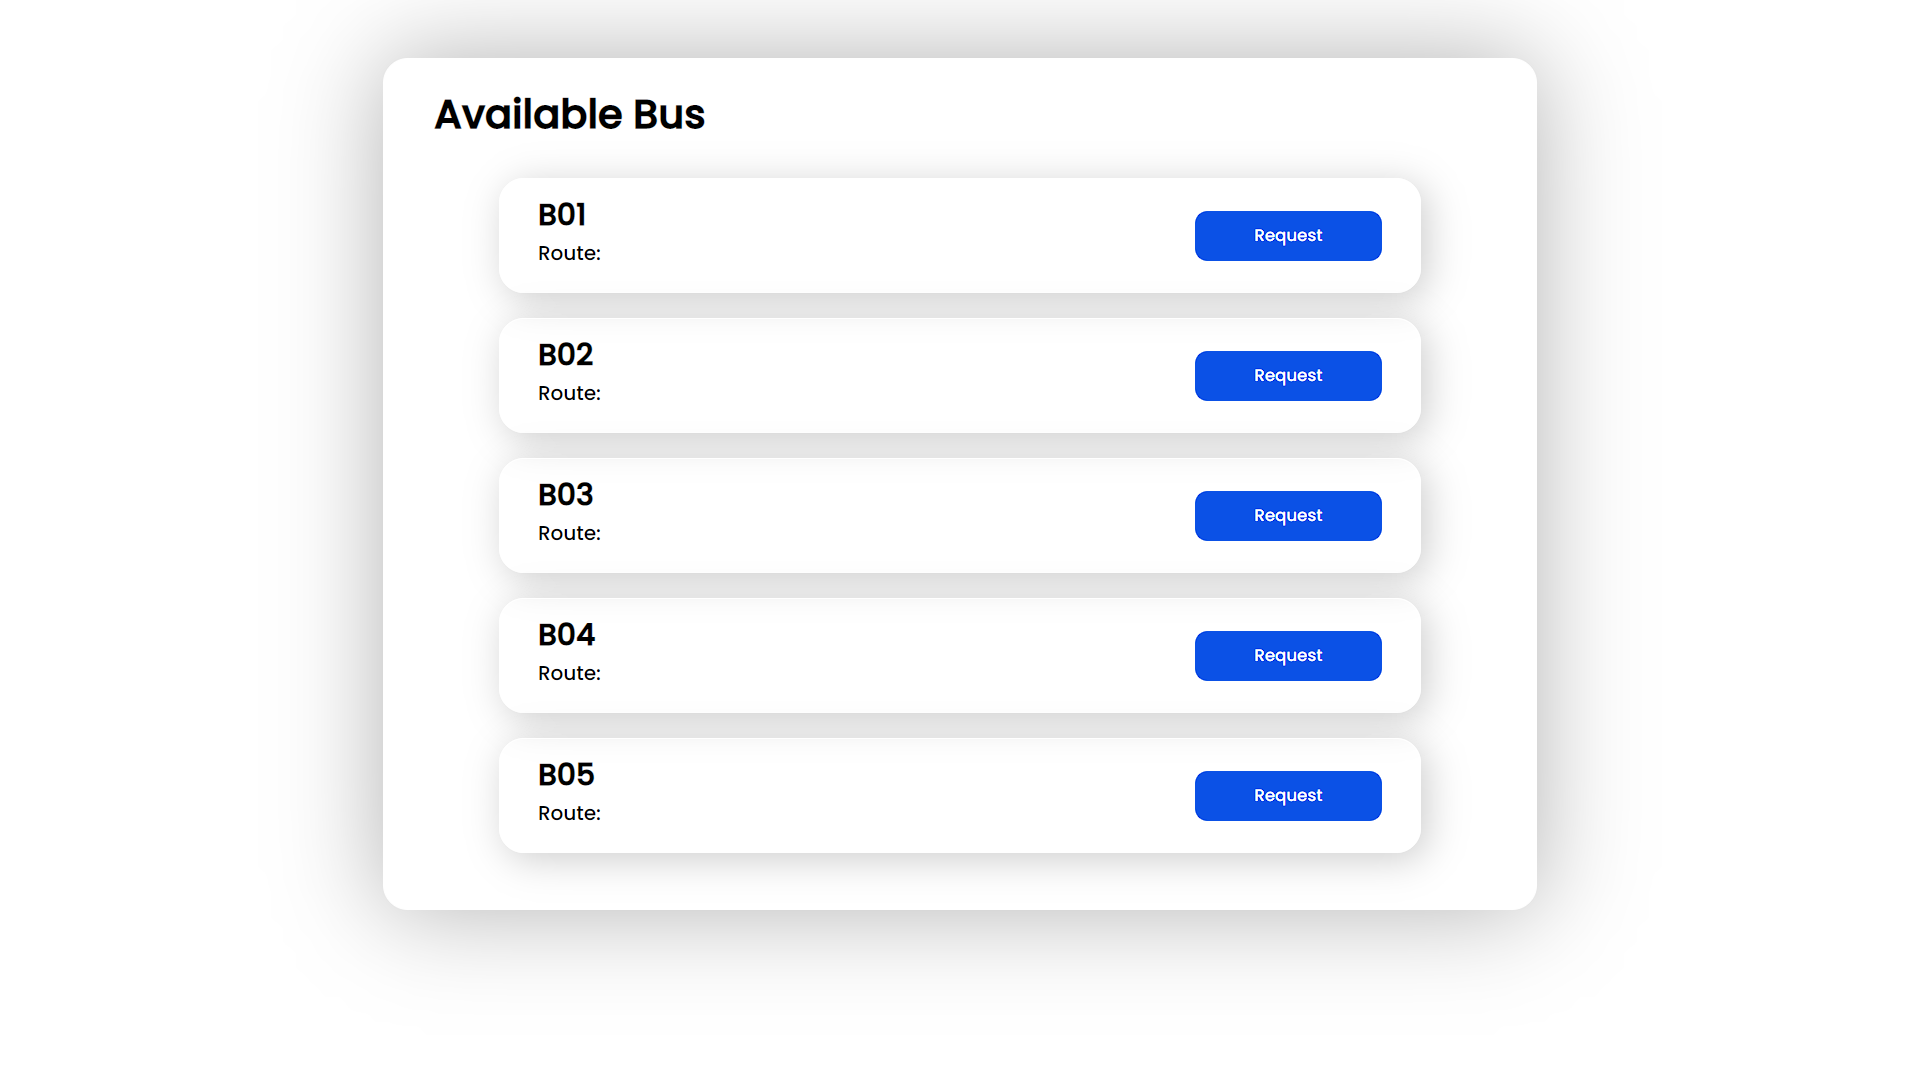 Available Bus
B01
Route:
Request
B02
Route:
Request
B03
Route:
Request
B04
Route:
Request
B05
Route:
Request